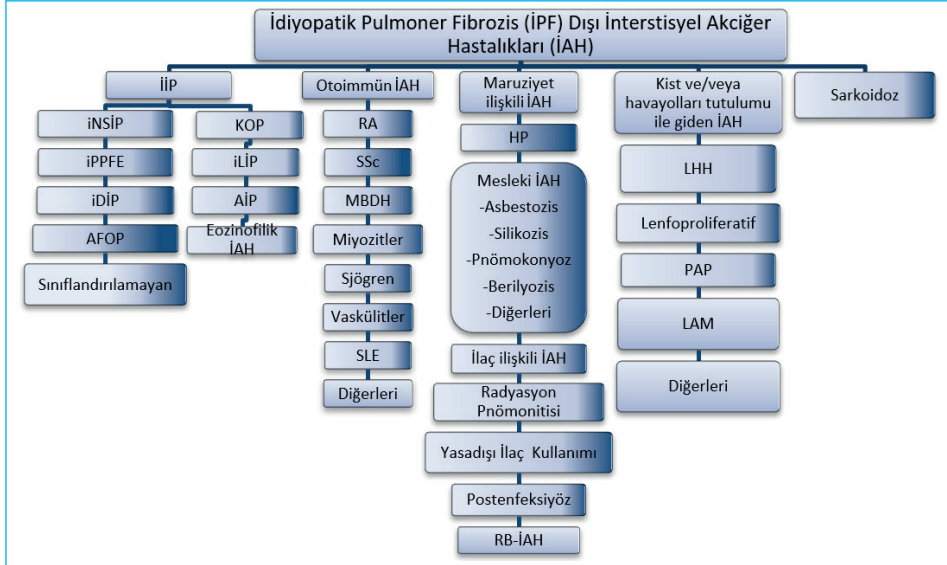 İdiyopatik Pulmoner Fibrozis (İPF) Dışı İnterstisyel Akciğer
Hastalıkları (İAH)
İİP
iNSİP
iPPFE
iDİP
AFOP
Sınıflandırılamayan
KOP
iLİP
AİP
Eozinofilik
İAH
Otoimmün İAH
RA
SSc
MBDH
Miyozitler
Sjögren
Vaskülitler
SLE
Diğerleri
Maruziyet
ilişkili İAH
HP
Mesleki İAH
-Asbestozis
-Silikozis
-Pnömokonyoz
-Berilyozis
-Diğerleri
İlaç ilişkili İAH
Radyasyon
Pnömonitisi
Yasadışı İlaç Kullanımı
Postenfeksiyöz
RB-İAH
Kist ve/veya
havayolları tutulumu
ile giden İAH
LHH
Lenfoproliferatif
PAP
LAM
Diğerleri
Sarkoidoz